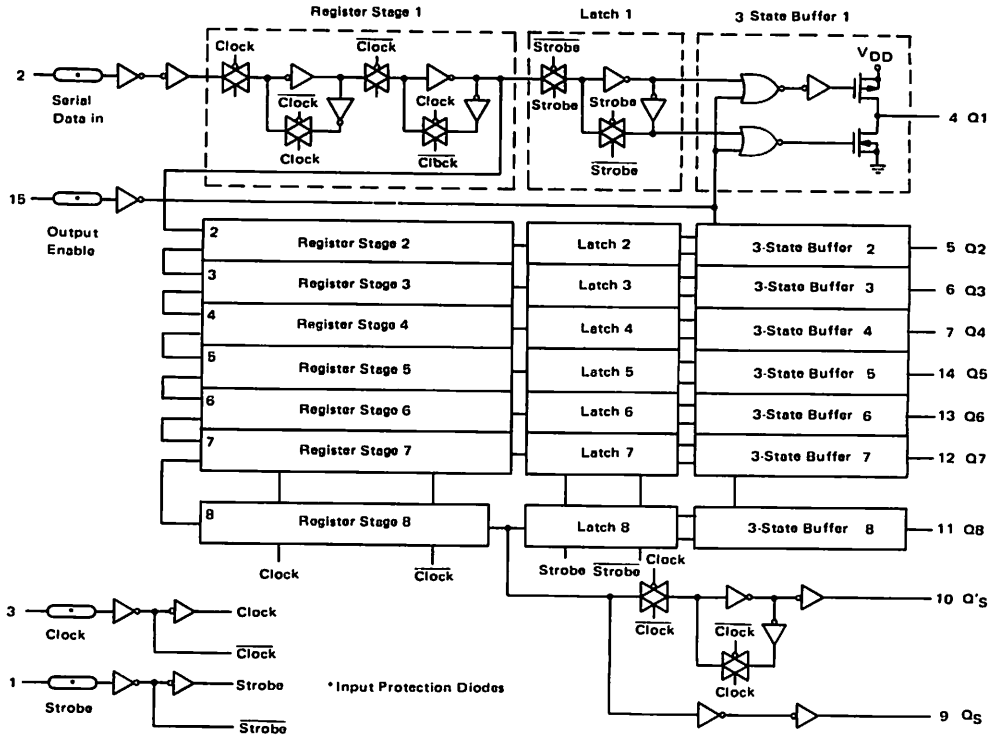 Register Stage 1
Latch 1
3 State Buffer 1
Clock
Clock
Strobe
VDD
2
Serial
Data in
Clock
Clock
Clock
Clbck
Strobe
Strobe
Strobe
4 Q1
15
Output
Enable
2 Register Stage 2 Latch 2 3-State Buffer 2 5 Q2
3 Register Stage 3 Latch 3 3-State Buffer 3 6 Q3
4 Register Stage 4 Latch 4 3-State Buffer 4 7 Q4
5 Register Stage 5 Latch 5 3-State Buffer 5 14 Q5
6 Register Stage 6 Latch 6 3-State Buffer 6 13 Q6
7 Register Stage 7 Latch 7 3-State Buffer 7 12 Q7
8 Register Stage 8 Latch 8 3-State Buffer 8 11 Q8
Clock
Clock
Strobe
Strobe
Clock
Clock
Clock
Clock
10 Q'S
3
Clock
Clock
Clock
1
Strobe
Strobe
Strobe
* Input Protection Diodes
9 QS